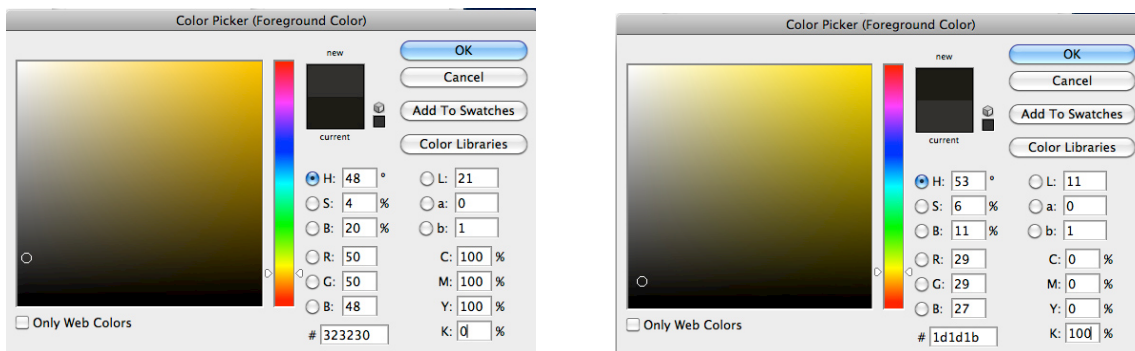 Color Picker (Foreground Color)
new
OK
Cancel
Add To Swatches
current
Color Libraries
H: 48 °
L: 21
S: 4 %
a: 0
B: 20 %
b: 1
R: 50
C: 100 %
G: 50
M: 100 %
B: 48
Y: 100 %
Only Web Colors
# 323230
K: 0 %
Color Picker (Foreground Color)
new
OK
Cancel
Add To Swatches
current
Color Libraries
H: 53 °
L: 11
S: 6 %
a: 0
B: 11 %
b: 1
R: 29
C: 0 %
G: 29
M: 0 %
B: 27
Y: 0 %
Only Web Colors
# 1d1d1b
K: 100 %